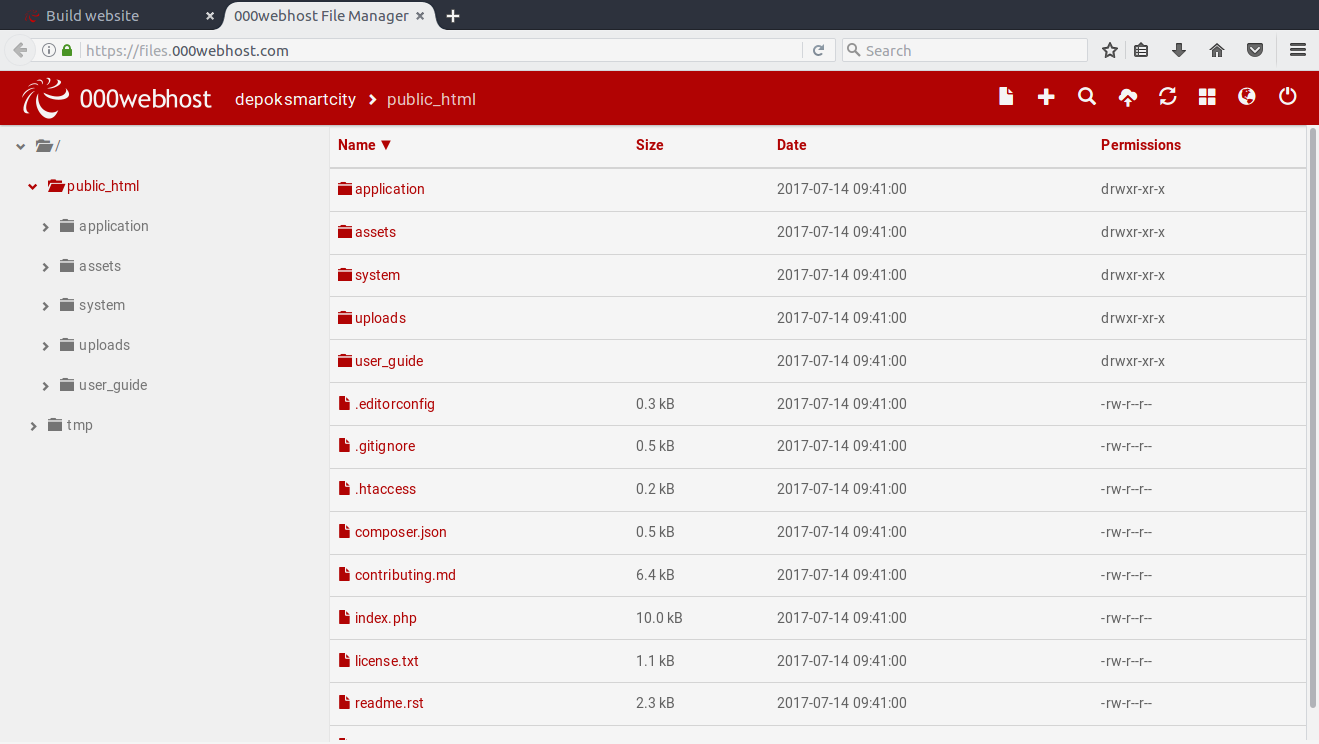 Build website × 000webhost File Manager × +
https://files.000webhost.com Search
000webhost depoksmartcity > public_html
/
public_html
application
assets
system
uploads
user_guide
tmp
Name ▼ Size Date Permissions
application 2017-07-14 09:41:00 drwxr-xr-x
assets 2017-07-14 09:41:00 drwxr-xr-x
system 2017-07-14 09:41:00 drwxr-xr-x
uploads 2017-07-14 09:41:00 drwxr-xr-x
user_guide 2017-07-14 09:41:00 drwxr-xr-x
.editorconfig 0.3 kB 2017-07-14 09:41:00 -rw-r--r--
.gitignore 0.5 kB 2017-07-14 09:41:00 -rw-r--r--
.htaccess 0.2 kB 2017-07-14 09:41:00 -rw-r--r--
composer.json 0.5 kB 2017-07-14 09:41:00 -rw-r--r--
contributing.md 6.4 kB 2017-07-14 09:41:00 -rw-r--r--
index.php 10.0 kB 2017-07-14 09:41:00 -rw-r--r--
license.txt 1.1 kB 2017-07-14 09:41:00 -rw-r--r--
readme.rst 2.3 kB 2017-07-14 09:41:00 -rw-r--r--